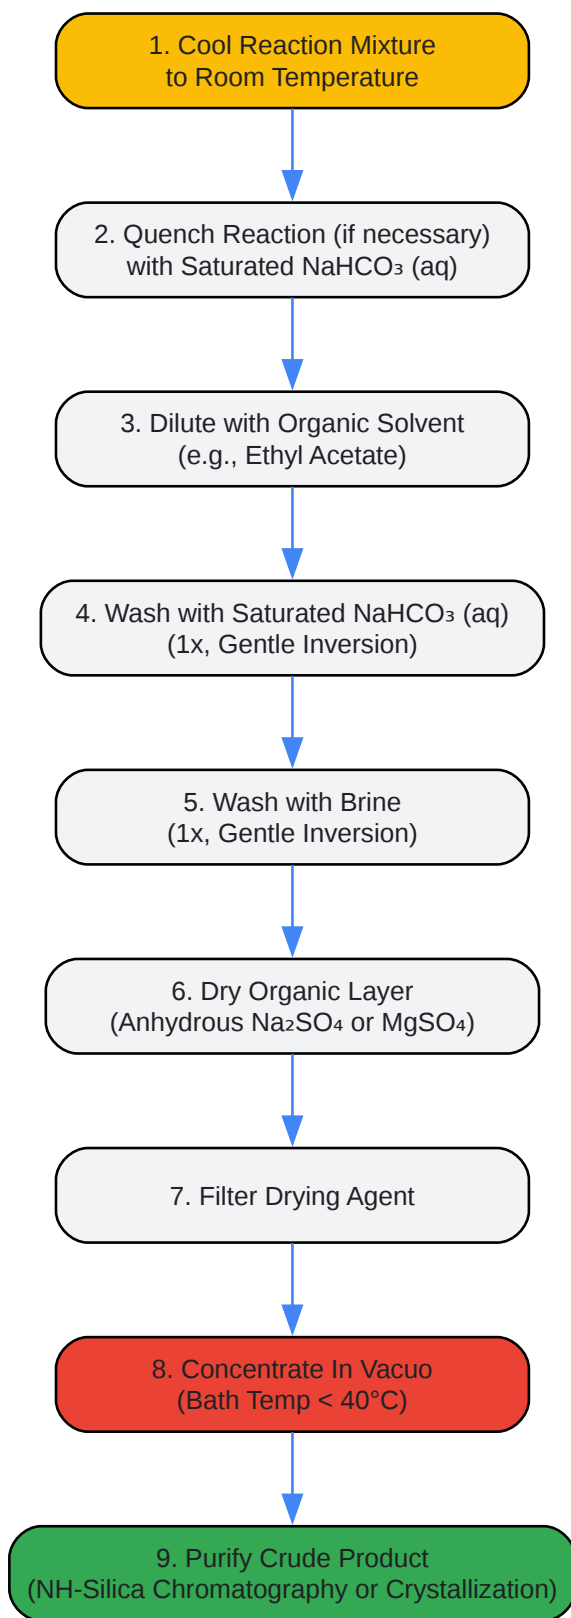 1. Cool Reaction Mixture
to Room Temperature
2. Quench Reaction (if necessary)
with Saturated NaHCO₃ (aq)
3. Dilute with Organic Solvent
(e.g., Ethyl Acetate)
4. Wash with Saturated NaHCO₃ (aq)
(1x, Gentle Inversion)
5. Wash with Brine
(1x, Gentle Inversion)
6. Dry Organic Layer
(Anhydrous Na₂SO₄ or MgSO₄)
7. Filter Drying Agent
8. Concentrate In Vacuo
(Bath Temp < 40°C)
9. Purify Crude Product
(NH-Silica Chromatography or Crystallization)